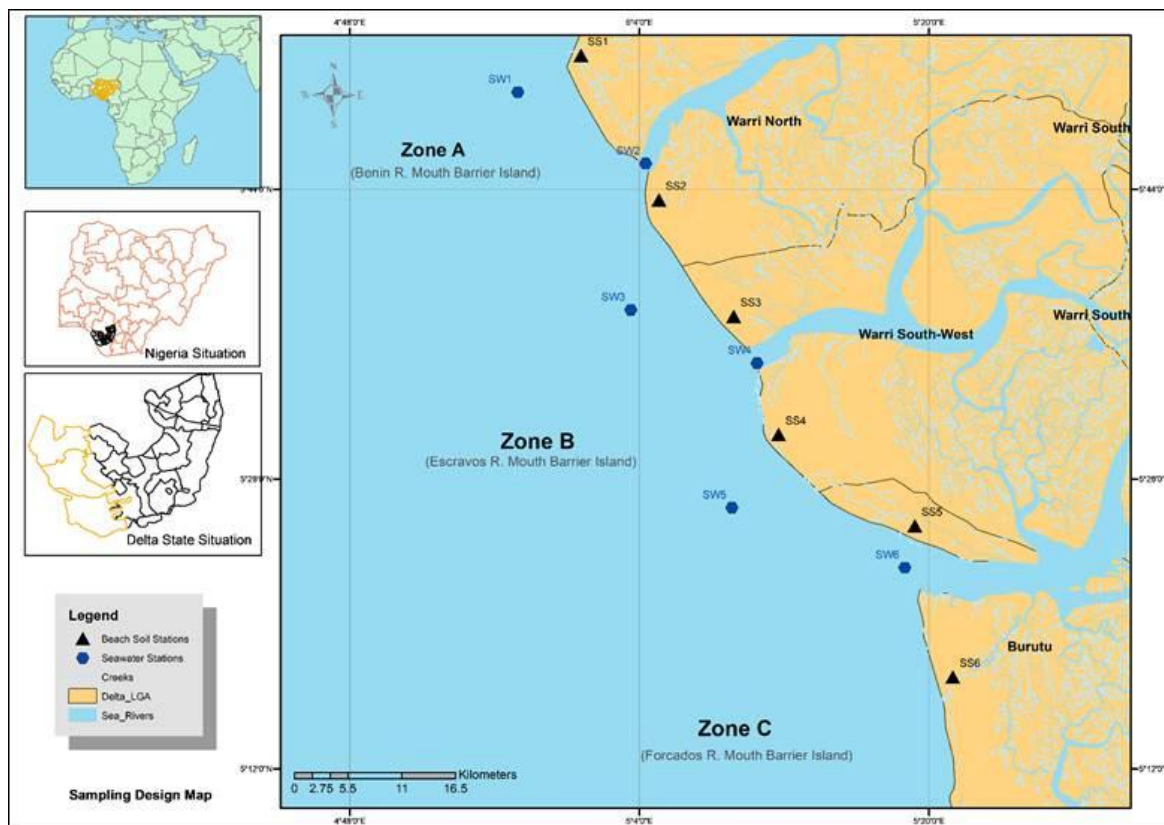 4°48'0"E
5°4'0"E
5°20'0"E
SS1
SW1
Warri North
Warri South
Zone A
(Benin R. Mouth Barrier Island)
SW2
SS2
5°44'0"N
5°44'0"N
SW3
SS3
Warri South
Warri South-West
SW4
Nigeria Situation
SS4
Zone B
(Escravos R. Mouth Barrier Island)
5°28'0"N
5°28'0"N
SW5
SS5
Delta State Situation
SW6
Legend
Beach Soil Stations
Seawater Stations
Creeks
Delta_LGA
Sea_Rivers
Burutu
SS6
Zone C
(Forcados R. Mouth Barrier Island)
5°12'0"N
5°12'0"N
Kilometers
0 2.75 5.5 11 16.5
Sampling Design Map
4°48'0"E
5°4'0"E
5°20'0"E